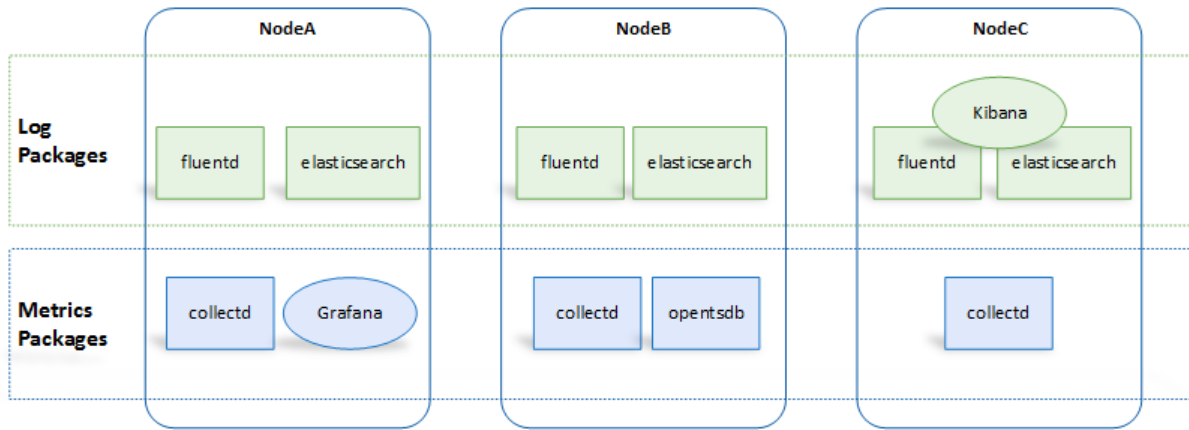 NodeA
NodeB
NodeC
Log
Packages
fluentd
elasticsearch
fluentd
elasticsearch
Kibana
fluentd
elasticsearch
Metrics
Packages
collectd
Grafana
collectd
opentsdb
collectd